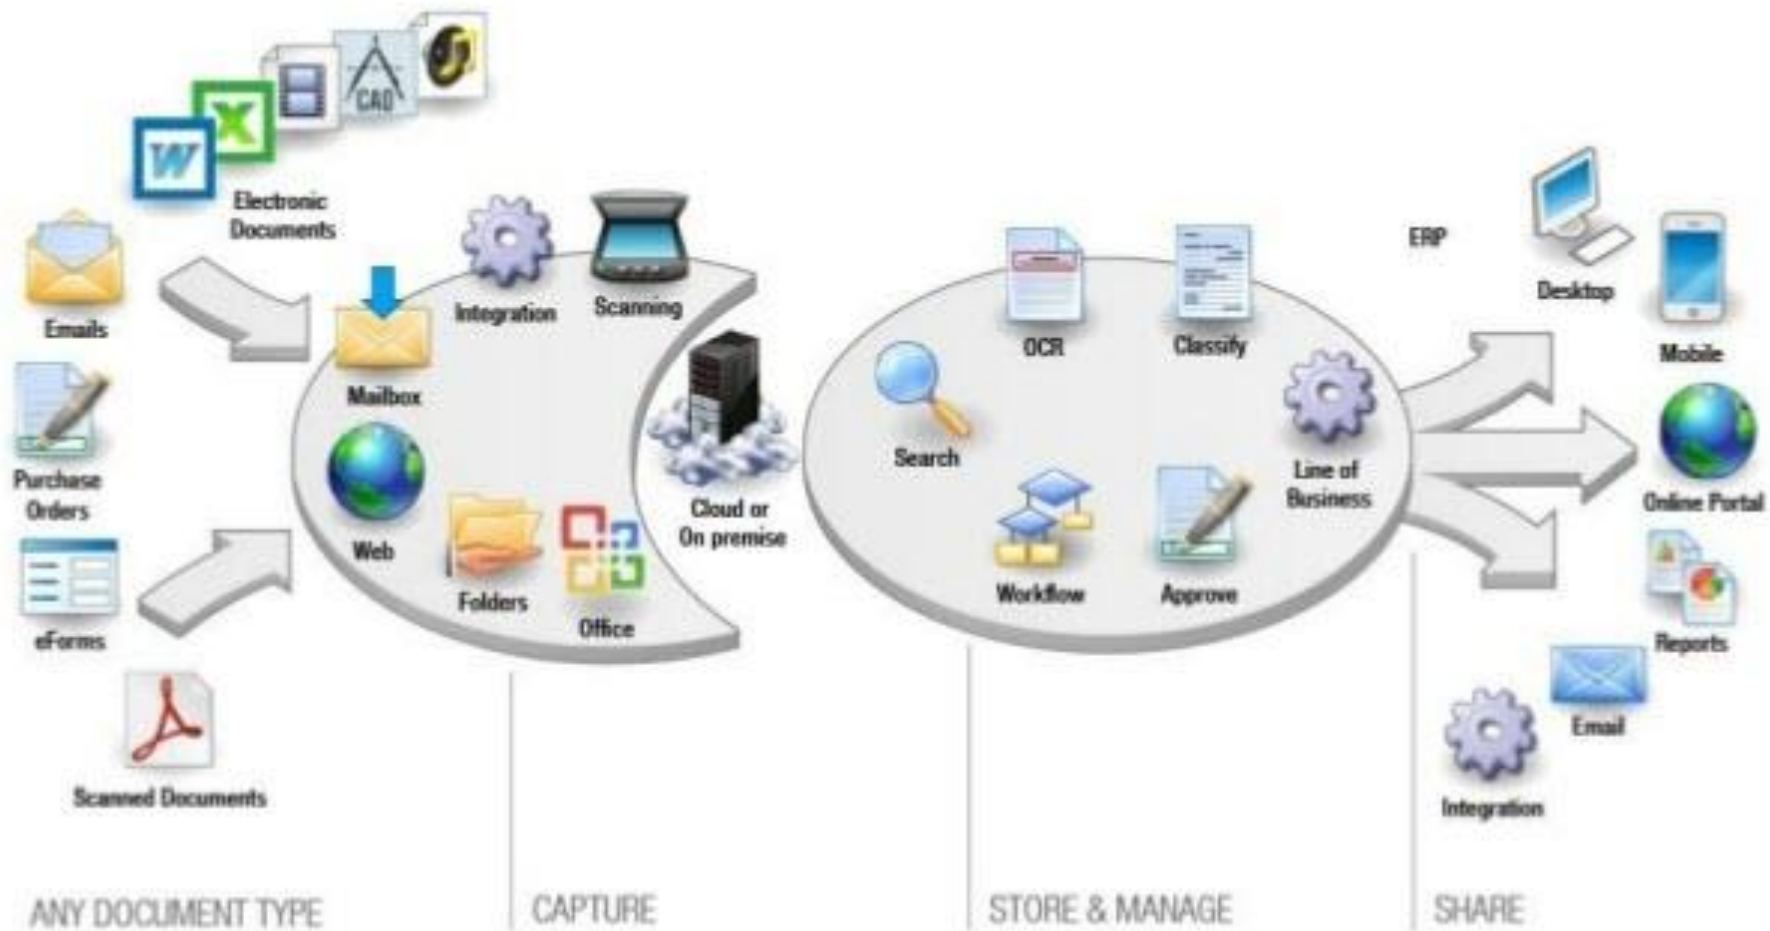 CAD
W
X
Electronic
Documents
Emails
Purchase
Orders
eForms
Scanned Documents
Integration
Scanning
Mailbox
Web
Folders
Office
Cloud or
On premise
OCR
Classify
Search
Line of
Business
Workflow
Approve
ERP
Desktop
Mobile
Online Portal
Reports
Email
Integration
ANY DOCUMENT TYPE
CAPTURE
STORE & MANAGE
SHARE